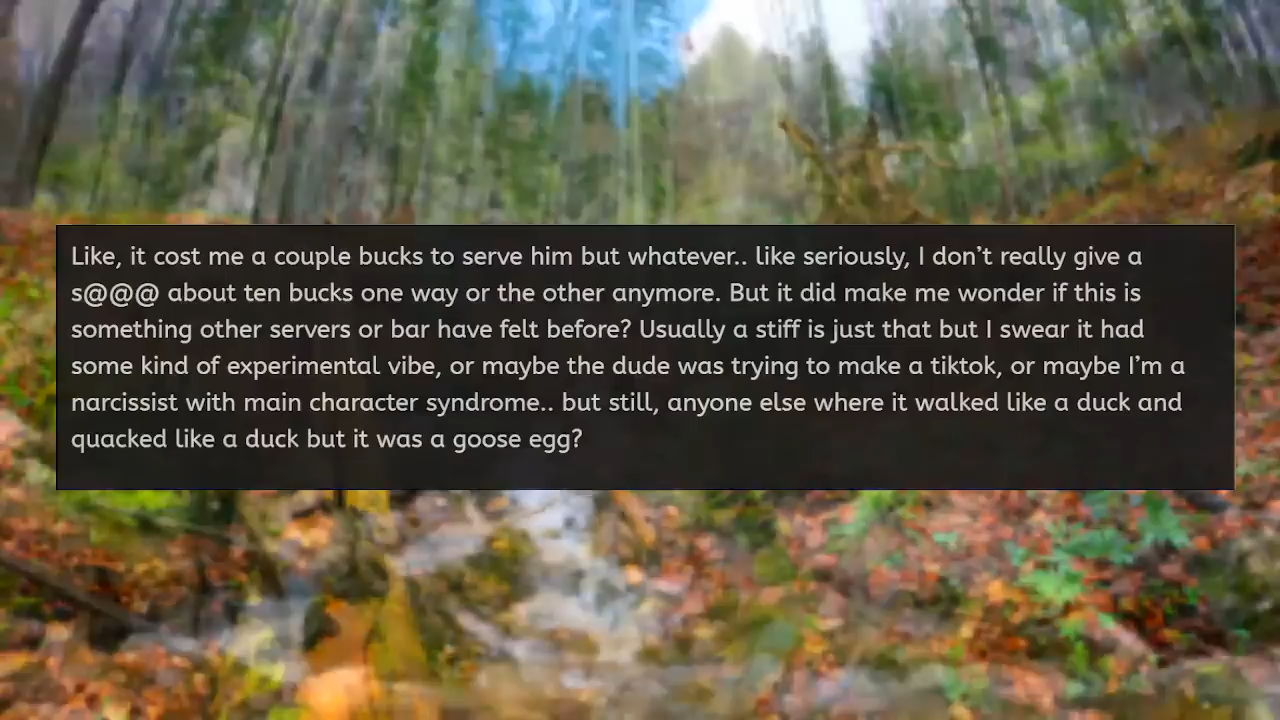 Like, it cost me a couple bucks to serve him but whatever.. like seriously, I don’t really give a
s@@@ about ten bucks one way or the other anymore. But it did make me wonder if this is
something other servers or bar have felt before? Usually a stiff is just that but I swear it had
some kind of experimental vibe, or maybe the dude was trying to make a tiktok, or maybe I’m a
narcissist with main character syndrome.. but still, anyone else where it walked like a duck and
quacked like a duck but it was a goose egg?